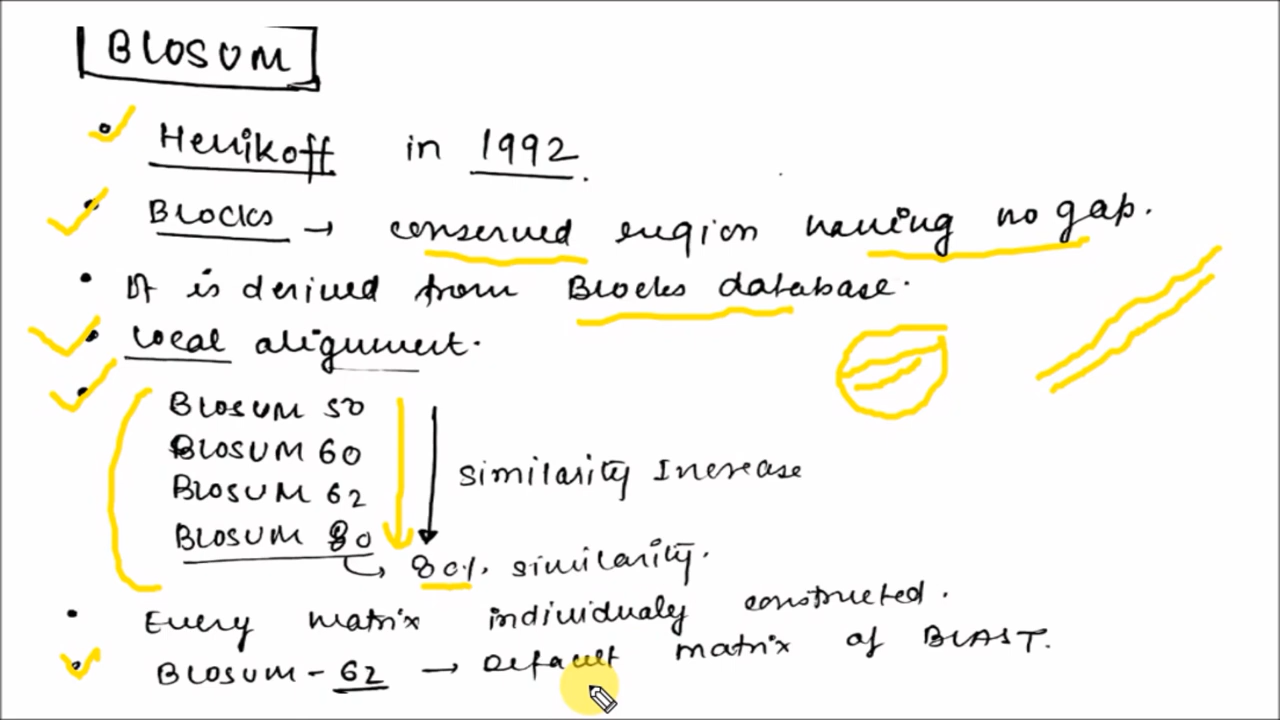 BLOSUM
• Henikoff in 1992.
• Blocks → conserved region having no gap.
• It is derived from Blocks database.
• local alignment.
• BLOSUM 50
BLOSUM 60
Similarity Increase
BLOSUM 62
BLOSUM 80
80%. similarity.
• Every matrix individualy constructed.
• BLOSUM - 62 → Default matrix of BLAST.